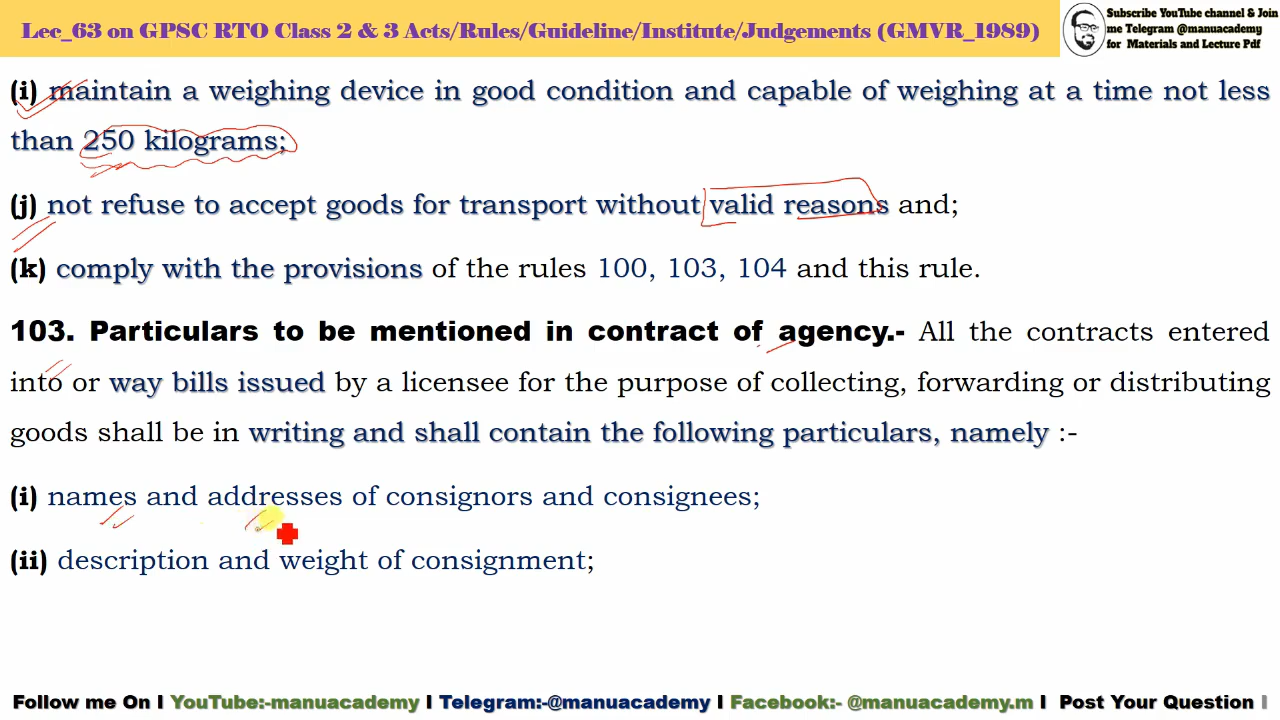 Lec_63 on GPSC RTO Class 2 & 3 Acts/Rules/Guideline/Institute/Judgements (GMVR_1989)
Subscribe YouTube channel & Join
me Telegram @manuacademy
for Materials and Lecture Pdf
(i) maintain a weighing device in good condition and capable of weighing at a time not less
than 250 kilograms;
(j) not refuse to accept goods for transport without valid reasons and;
(k) comply with the provisions of the rules 100, 103, 104 and this rule.
103. Particulars to be mentioned in contract of agency.- All the contracts entered
into or way bills issued by a licensee for the purpose of collecting, forwarding or distributing
goods shall be in writing and shall contain the following particulars, namely :-
(i) names and addresses of consignors and consignees;
(ii) description and weight of consignment;
Follow me On I YouTube:-manuacademy I Telegram:-@manuacademy I Facebook:- @manuacademy.m I Post Your Question I